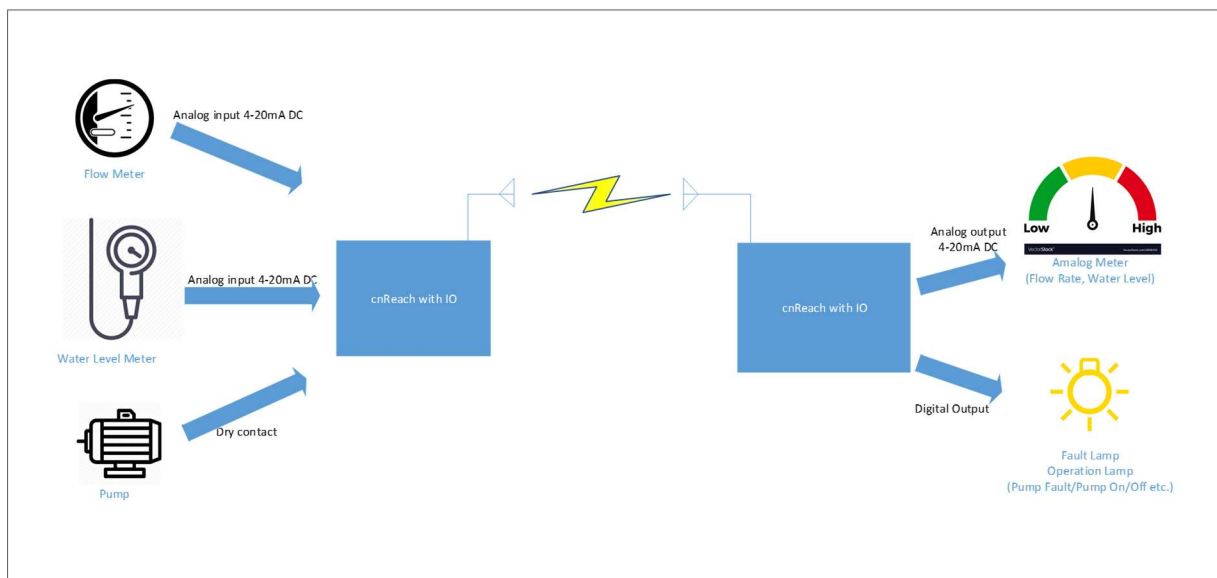 Analog input 4-20mA DC
Flow Meter
Analog input 4-20mA DC
Water Level Meter
Dry contact
Pump
cnReach with IO
cnReach with IO
Analog output
4-20mA DC
Low
High
VectorStock
Amalog Meter
(Flow Rate, Water Level)
Digital Output
Fault Lamp
Operation Lamp
(Pump Fault/Pump On/Off etc.)